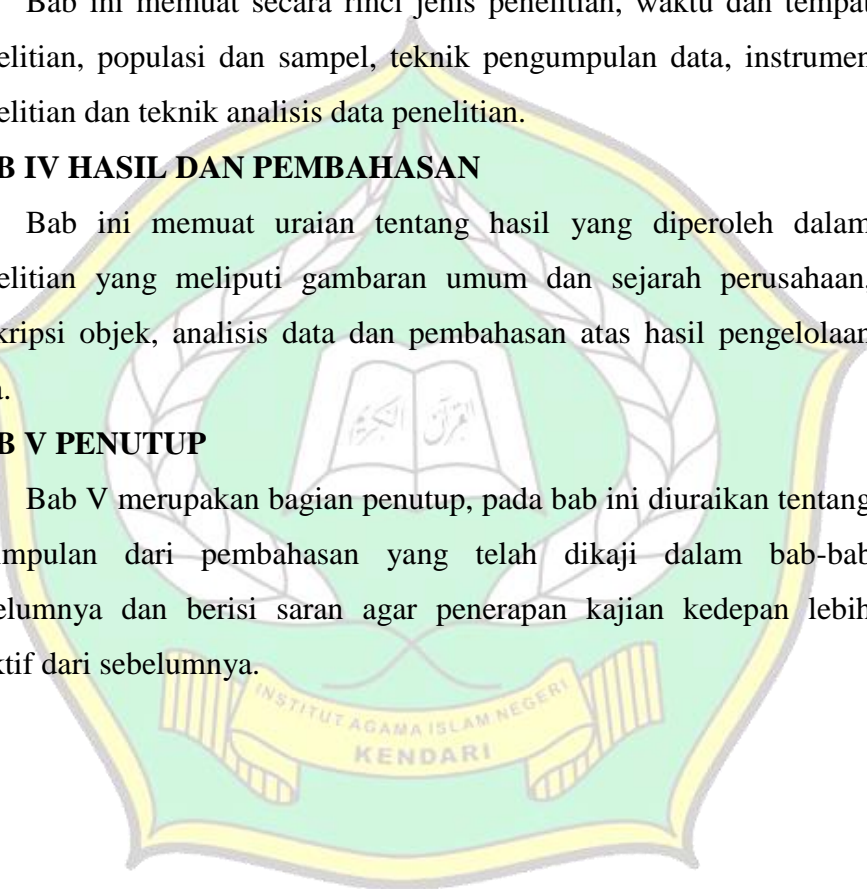 Bab ini memuat secara rinci jenis penelitian, waktu dan tempat
elitian, populasi dan sampel, teknik pengumpulan data, instrumen
elitian dan teknik analisis data penelitian.
B IV HASIL DAN PEMBAHASAN
Bab ini memuat uraian tentang hasil yang diperoleh dalam
elitian yang meliputi gambaran umum dan sejarah perusahaan,
kripsi objek, analisis data dan pembahasan atas hasil pengelolaan
a.
B V PENUTUP
Bab V merupakan bagian penutup, pada bab ini diuraikan tentang
impulan dari pembahasan yang telah dikaji dalam bab-bab
elumnya dan berisi saran agar penerapan kajian kedepan lebih
ktif dari sebelumnya.
القرآن الكريم
INSTITUT AGAMA ISLAM NEGERI
KENDARI